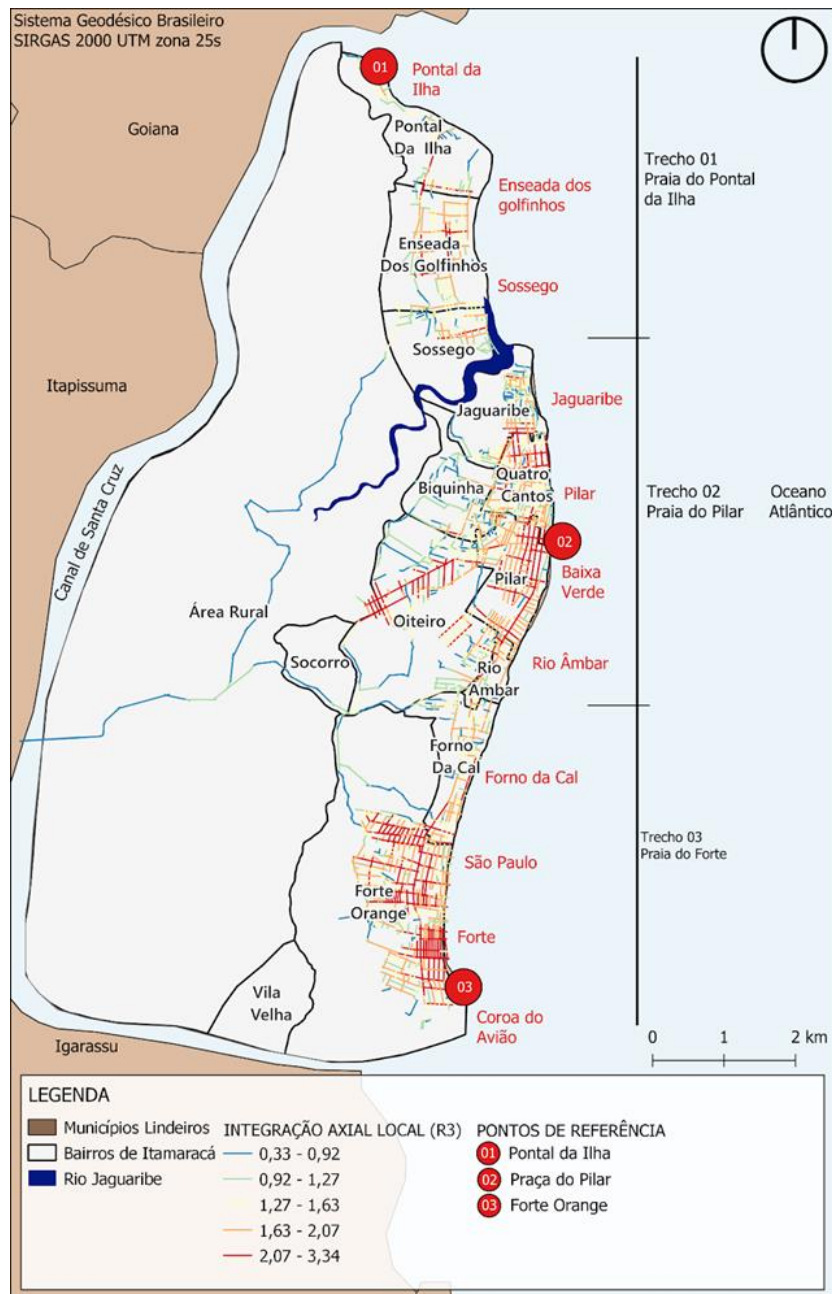 Sistema Geodésico Brasileiro
SIRGAS 2000 UTM zona 25s
01
Pontal da
Ilha
Goiana
Pontal
Da Ilha
Trecho 01
Praia do Pontal
da Ilha
Enseada dos
golfinhos
Enseada
Dos Golfinhos
Sossego
Sossego
Itapissuma
Jaguaribe
Jaguaribe
Quatro
Cantos
Biquinha
Pilar
Trecho 02
Praia do Pilar
Oceano
Atlântico
Canal de Santa Cruz
02
Baixa
Verde
Pilar
Área Rural
Oiteiro
Socorro
Rio
Ambar
Rio Âmbar
Forno
Da Cal
Forno da Cal
Trecho 03
Praia do Forte
São Paulo
Forte
Orange
Forte
03
Vila
Velha
Coroa do
Avião
Igarassu
0 1 2 km
LEGENDA
Municípios Lindeiros
Bairros de Itamaracá
Rio Jaguaribe
INTEGRAÇÃO AXIAL LOCAL (R3)
0,33 - 0,92
0,92 - 1,27
1,27 - 1,63
1,63 - 2,07
2,07 - 3,34
PONTOS DE REFERÊNCIA
01 Pontal da Ilha
02 Praça do Pilar
03 Forte Orange